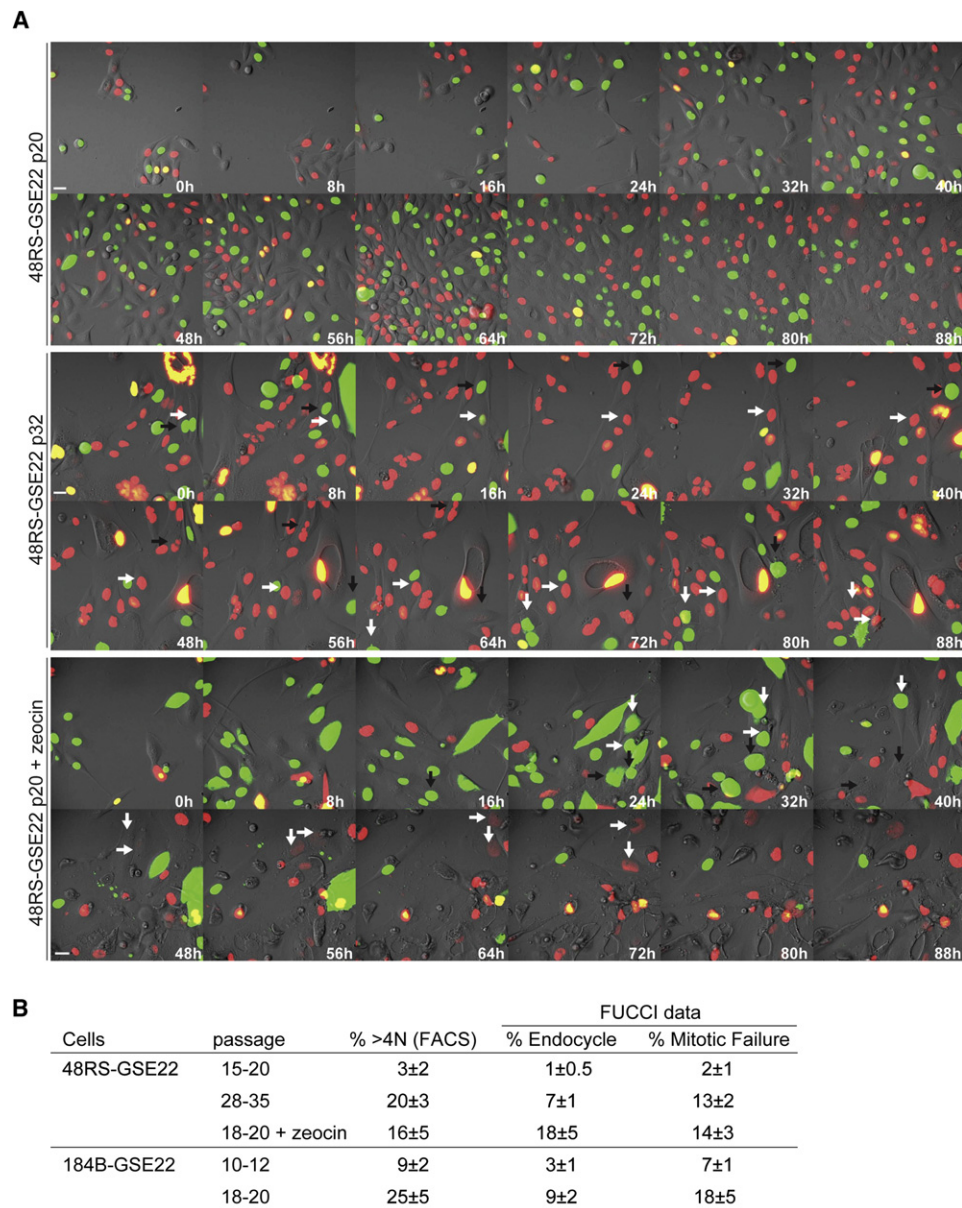 A
48RS-GSE22 p20
0h 8h 16h 24h 32h 40h
48h 56h 64h 72h 80h 88h
48RS-GSE22 p32
0h 8h 16h 24h 32h 40h
48h 56h 64h 72h 80h 88h
48RS-GSE22 p20 + zeocin
0h 8h 16h 24h 32h 40h
48h 56h 64h 72h 80h 88h
B
FUCCI data
Cells passage % >4N (FACS) % Endocycle % Mitotic Failure
48RS-GSE22 15-20 3±2 1±0.5 2±1
28-35 20±3 7±1 13±2
18-20 + zeocin 16±5 18±5 14±3
184B-GSE22 10-12 9±2 3±1 7±1
18-20 25±5 9±2 18±5